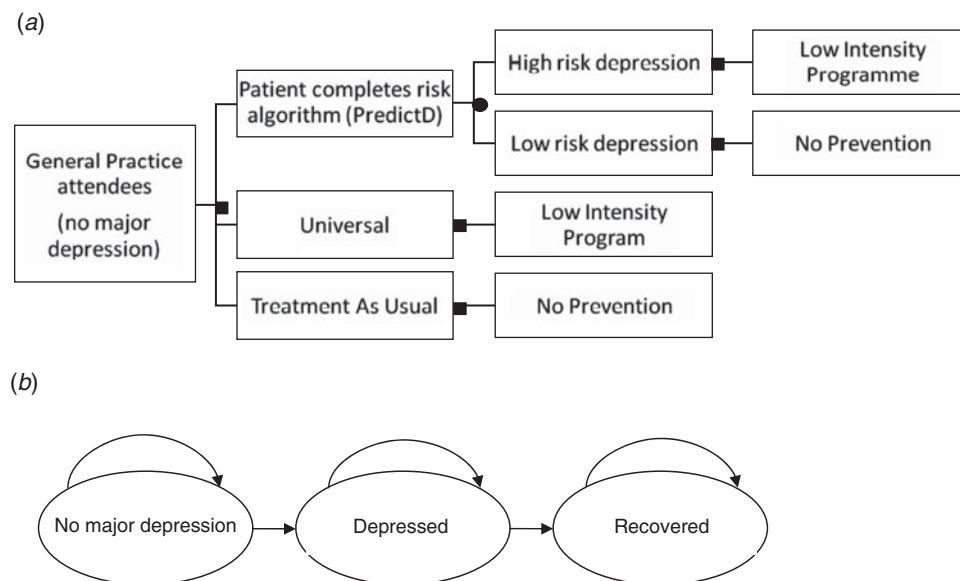 (a)
General Practice
attendees
(no major
depression)
Patient completes risk
algorithm (PredictD)
High risk depression
Low Intensity
Programme
Low risk depression
No Prevention
Universal
Low Intensity
Program
Treatment As Usual
No Prevention
(b)
No major depression
Depressed
Recovered